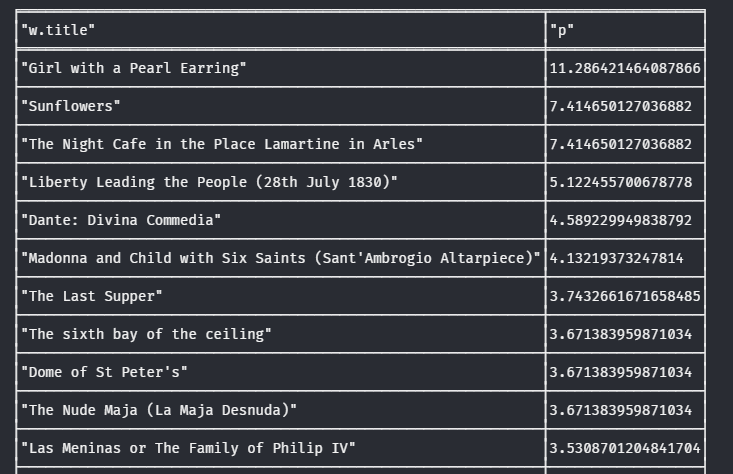 "w.title" "p"
"Girl with a Pearl Earring" 11.286421464087866
"Sunflowers" 7.414650127036882
"The Night Cafe in the Place Lamartine in Arles" 7.414650127036882
"Liberty Leading the People (28th July 1830)" 5.122455700678778
"Dante: Divina Commedia" 4.589229949838792
"Madonna and Child with Six Saints (Sant'Ambrogio Altarpiece)" 4.13219373247814
"The Last Supper" 3.7432661671658485
"The sixth bay of the ceiling" 3.671383959871034
"Dome of St Peter's" 3.671383959871034
"The Nude Maja (La Maja Desnuda)" 3.671383959871034
"Las Meninas or The Family of Philip IV" 3.5308701204841704